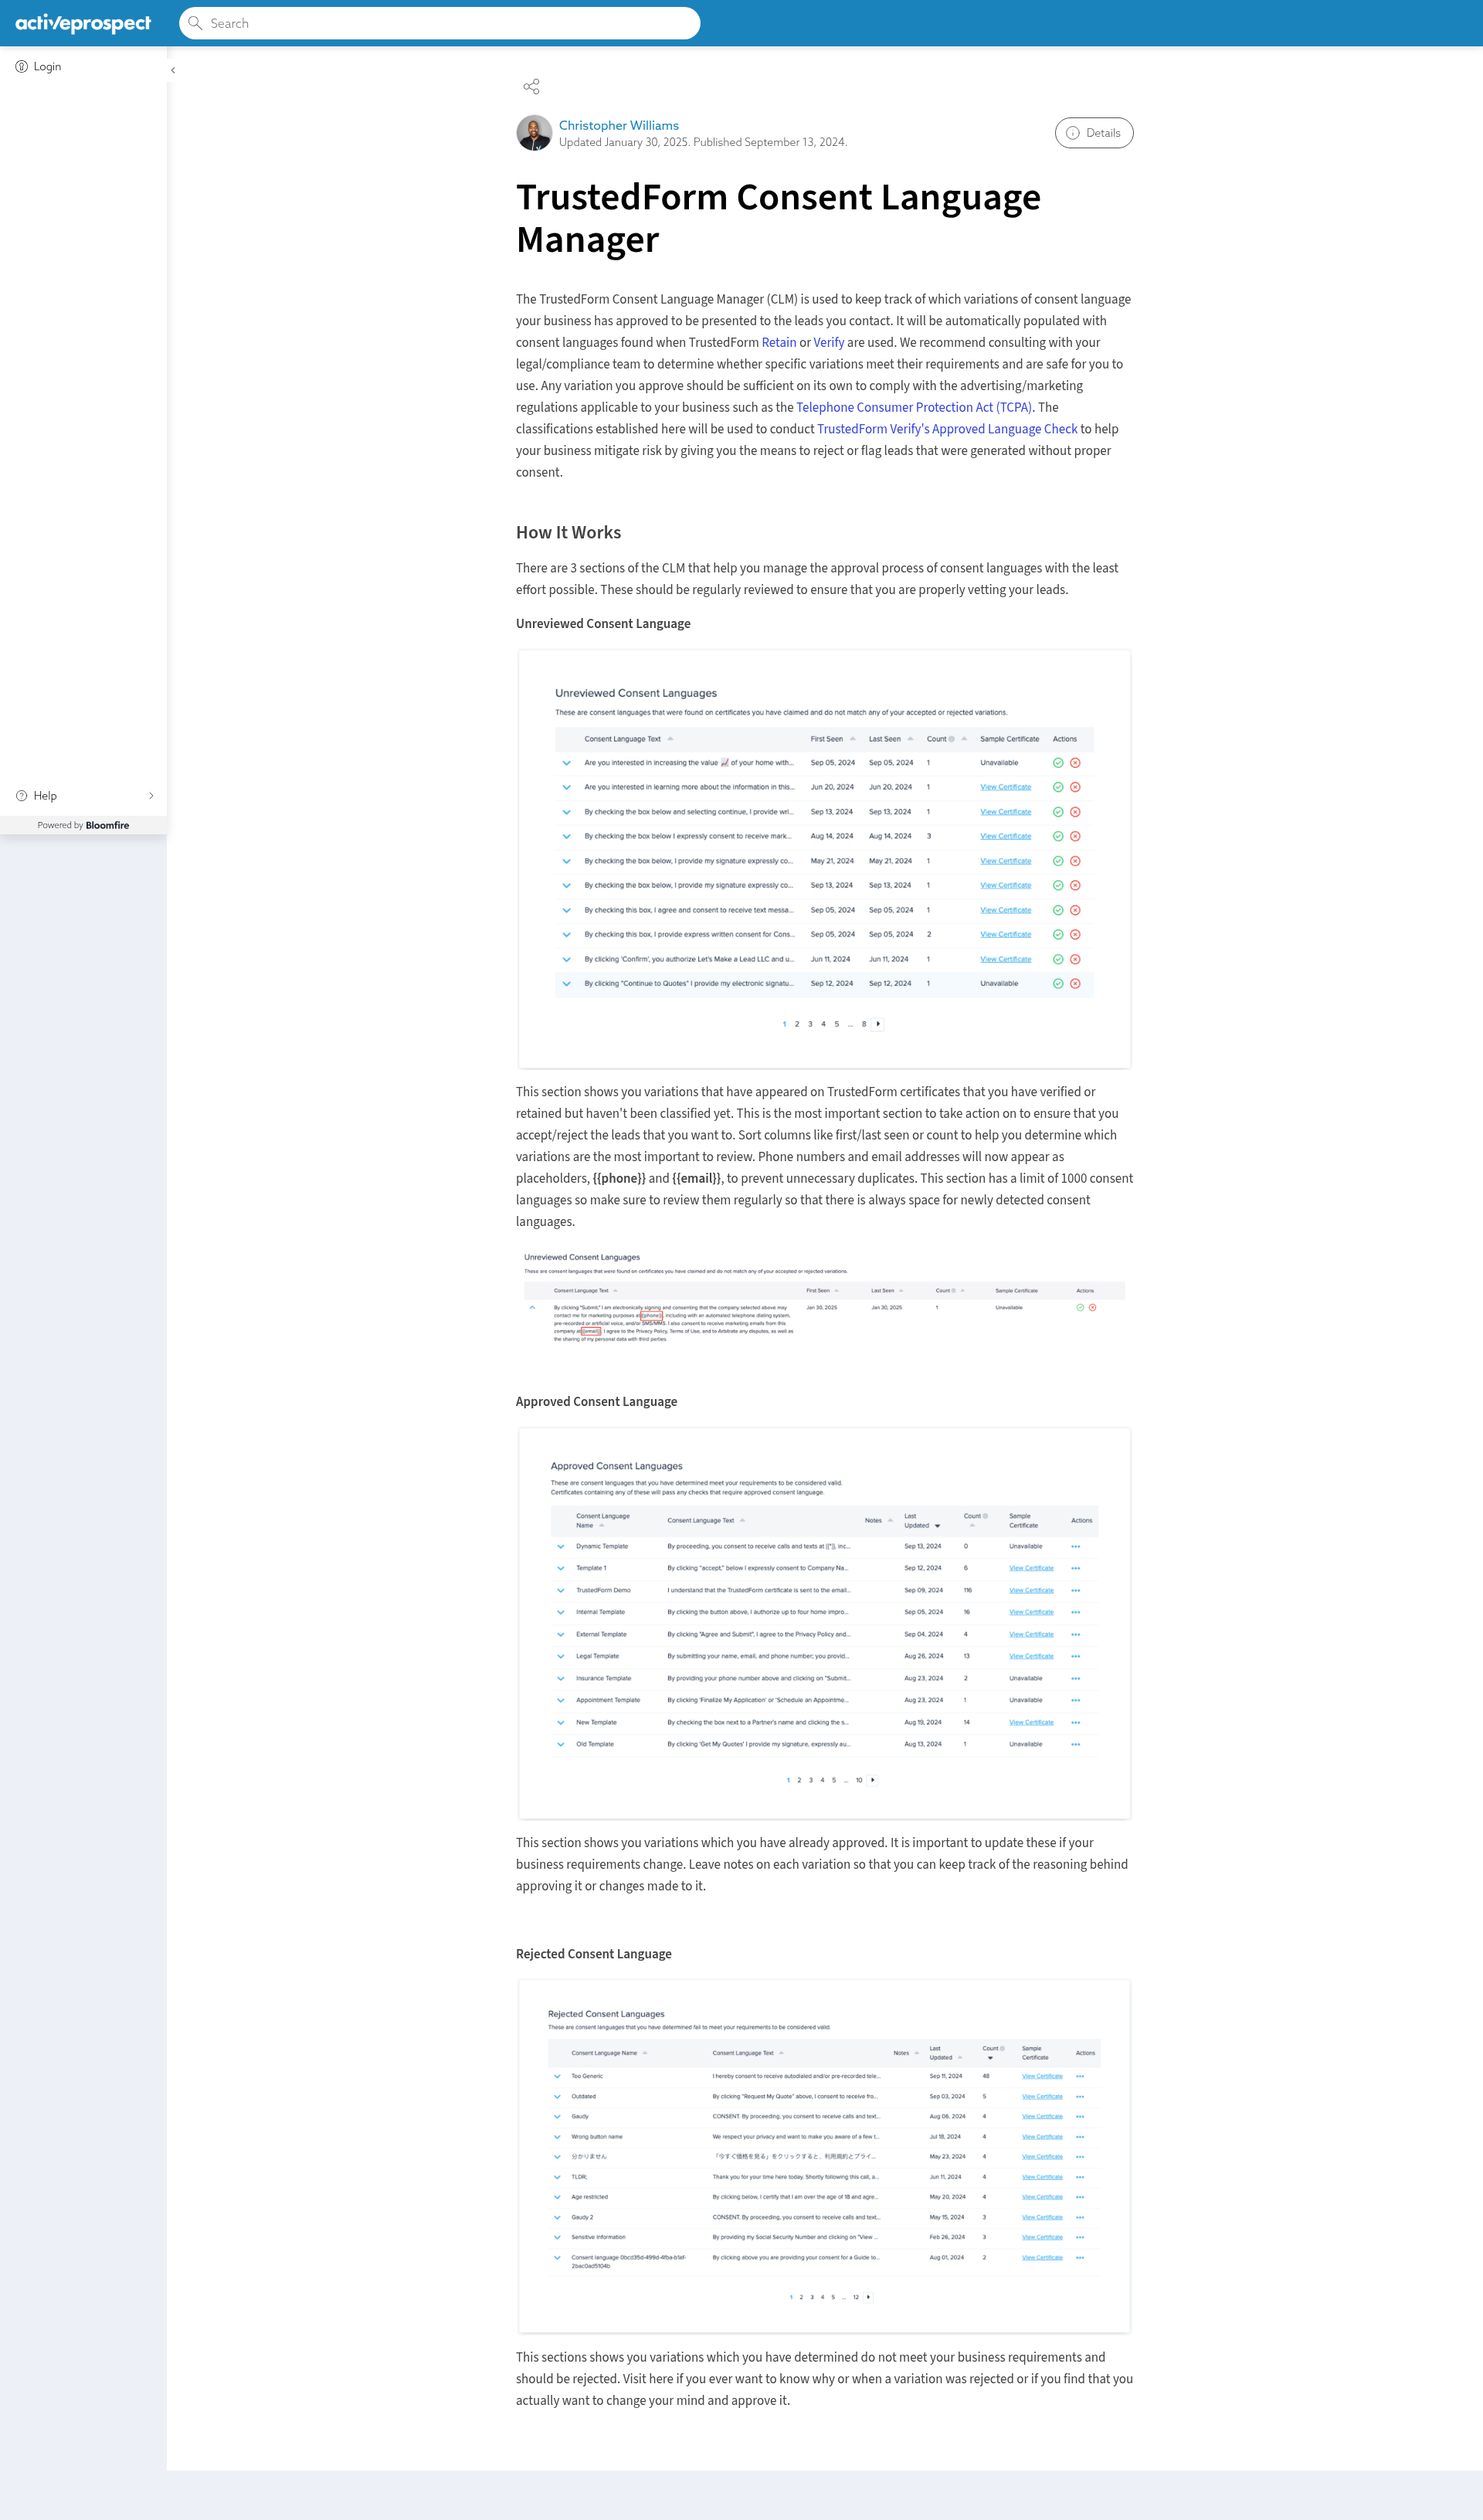 activeprospect
Search
Login
Christopher Williams
Updated January 30, 2025. Published September 13, 2024.
Details
TrustedForm Consent Language
Manager
The TrustedForm Consent Language Manager (CLM) is used to keep track of which variations of consent language
your business has approved to be presented to the leads you contact. It will be automatically populated with
consent languages found when TrustedForm Retain or Verify are used. We recommend consulting with your
legal/compliance team to determine whether specific variations meet their requirements and are safe for you to
use. Any variation you approve should be sufficient on its own to comply with the advertising/marketing
regulations applicable to your business such as the Telephone Consumer Protection Act (TCPA). The
classifications established here will be used to conduct TrustedForm Verify's Approved Language Check to help
your business mitigate risk by giving you the means to reject or flag leads that were generated without proper
consent.
How It Works
There are 3 sections of the CLM that help you manage the approval process of consent languages with the least
effort possible. These should be regularly reviewed to ensure that you are properly vetting your leads.
Unreviewed Consent Language
Unreviewed Consent Languages
These are consent languages that were found on certificates you have claimed and do not match any of your accepted or rejected variations.
Consent Language Text First Seen Last Seen Count Sample Certificate Actions
Are you interested in increasing the value 📈 of your home with... Sep 05, 2024 Sep 05, 2024 1 Unavailable
Are you interested in learning more about the information in this... Jun 20, 2024 Jun 20, 2024 1 View Certificate
By checking the box below and selecting continue, I provide wri... Sep 13, 2024 Sep 13, 2024 1 View Certificate
By checking the box below I expressly consent to receive mark... Aug 14, 2024 Aug 14, 2024 3 View Certificate
By checking the box below, I provide my signature expressly co... May 21, 2024 May 21, 2024 1 View Certificate
By checking the box below, I provide my signature expressly co... Sep 13, 2024 Sep 13, 2024 1 View Certificate
By checking this box, I agree and consent to receive text messa... Sep 05, 2024 Sep 05, 2024 1 View Certificate
By checking this box, I provide express written consent for Cons... Sep 05, 2024 Sep 05, 2024 2 View Certificate
By clicking 'Confirm', you authorize Let's Make a Lead LLC and u... Jun 11, 2024 Jun 11, 2024 1 View Certificate
By clicking "Continue to Quotes" I provide my electronic signatu... Sep 12, 2024 Sep 12, 2024 1 Unavailable
1 2 3 4 5 ... 8
Help
Powered by Bloomfire
This section shows you variations that have appeared on TrustedForm certificates that you have verified or
retained but haven't been classified yet. This is the most important section to take action on to ensure that you
accept/reject the leads that you want to. Sort columns like first/last seen or count to help you determine which
variations are the most important to review. Phone numbers and email addresses will now appear as
placeholders, {{phone}} and {{email}}, to prevent unnecessary duplicates. This section has a limit of 1000 consent
languages so make sure to review them regularly so that there is always space for newly detected consent
languages.
Unreviewed Consent Languages
These are consent languages that were found on certificates you have claimed and do not match any of your accepted or rejected variations.
Consent Language Text First Seen Last Seen Count Sample Certificate Actions
By clicking "Submit," I am electronically signing and consenting that the company selected above may Jan 30, 2025 Jan 30, 2025 1 Unavailable
contact me for marketing purposes at {{phone}}, including with an automated telephone dialing system,
pre-recorded or artificial voice, and/or SMS/MMS. I also consent to receive marketing emails from this
company at {{email}}. I agree to the Privacy Policy, Terms of Use, and to Arbitrate any disputes, as well as
the sharing of my personal data with third parties.
Approved Consent Language
Approved Consent Languages
These are consent languages that you have determined meet your requirements to be considered valid.
Certificates containing any of these will pass any checks that require approved consent language.
Consent Language Name Consent Language Text Notes Last Updated Count Sample Certificate Actions
Dynamic Template By proceeding, you consent to receive calls and texts at {{*}}, inc... Sep 13, 2024 0 Unavailable
Template 1 By clicking "accept," below I expressly consent to Company Na... Sep 12, 2024 6 View Certificate
TrustedForm Demo I understand that the TrustedForm certificate is sent to the email... Sep 09, 2024 116 View Certificate
Internal Template By clicking the button above, I authorize up to four home impro... Sep 05, 2024 16 View Certificate
External Template By clicking "Agree and Submit", I agree to the Privacy Policy and... Sep 04, 2024 4 View Certificate
Legal Template By submitting your name, email, and phone number; you provid... Aug 26, 2024 13 View Certificate
Insurance Template By providing your phone number above and clicking on "Submit... Aug 23, 2024 2 Unavailable
Appointment Template By clicking 'Finalize My Application' or 'Schedule an Appointme... Aug 23, 2024 1 Unavailable
New Template By checking the box next to a Partner's name and clicking the s... Aug 19, 2024 14 View Certificate
Old Template By clicking 'Get My Quotes' I provide my signature, expressly au... Aug 13, 2024 1 Unavailable
1 2 3 4 5 ... 10
This section shows you variations which you have already approved. It is important to update these if your
business requirements change. Leave notes on each variation so that you can keep track of the reasoning behind
approving it or changes made to it.
Rejected Consent Language
Rejected Consent Languages
These are consent languages that you have determined fail to meet your requirements to be considered valid.
Consent Language Name Consent Language Text Notes Last Updated Count Sample Certificate Actions
Too Generic I hereby consent to receive autodialed and/or pre-recorded tele... Sep 11, 2024 48 View Certificate
Outdated By clicking "Request My Quote" above, I consent to receive fro... Sep 03, 2024 5 View Certificate
Gaudy CONSENT. By proceeding, you consent to receive calls and text... Aug 06, 2024 4 View Certificate
Wrong button name We respect your privacy and want to make you aware of a few t... Jul 18, 2024 4 View Certificate
分かりません 「今すぐ価格を見る」をクリックすると、利用規約とプライ... May 23, 2024 4 View Certificate
TLDR; Thank you for your time here today. Shortly following this call, a... Jun 11, 2024 4 View Certificate
Age restricted By clicking below, I certify that I am over the age of 18 and agre... May 20, 2024 4 View Certificate
Gaudy 2 CONSENT. By proceeding, you consent to receive calls and text... May 15, 2024 3 View Certificate
Sensitive Information By providing my Social Security Number and clicking on "View ... Feb 26, 2024 3 View Certificate
Consent language By clicking above you are providing your consent for a Guide to... Aug 01, 2024 2 View Certificate
1 2 3 4 5 ... 12
This sections shows you variations which you have determined do not meet your business requirements and
should be rejected. Visit here if you ever want to know why or when a variation was rejected or if you find that you
actually want to change your mind and approve it.